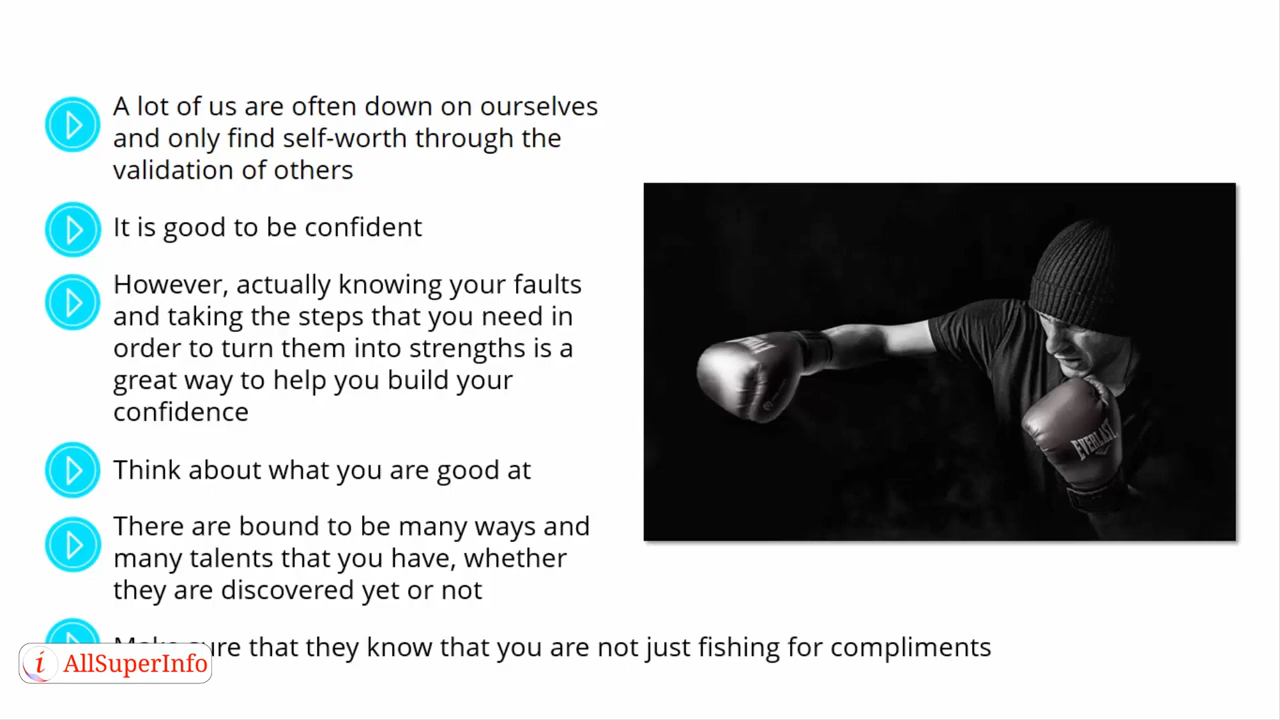 A lot of us are often down on ourselves
and only find self-worth through the
validation of others
It is good to be confident
However, actually knowing your faults
and taking the steps that you need in
order to turn them into strengths is a
great way to help you build your
confidence
Think about what you are good at
There are bound to be many ways and
many talents that you have, whether
they are discovered yet or not
Make sure that they know that you are not just fishing for compliments
i AllSuperInfo
EVERLAST